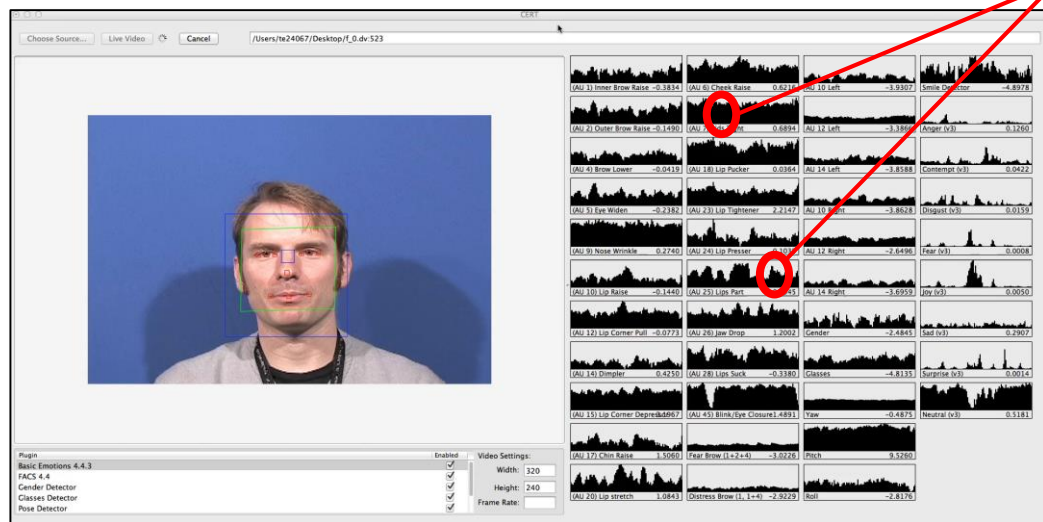 CERT
Choose Source... Live Video Cancel /Users/te24067/Desktop/f_0.dv:523
(AU 1) Inner Brow Raise -0.3834
(AU 6) Cheek Raise 0.6216
AU 10 Left -3.9307
Smile Detector -4.8978
(AU 2) Outer Brow Raise -0.1490
(AU 0.6894
AU 12 Left -3.3866
Anger (v3) 0.1260
(AU 4) Brow Lower -0.0419
(AU 18) Lip Pucker 0.0364
AU 14 Left -3.8588
Contempt (v3) 0.0422
(AU 5) Eye Widen -0.2382
(AU 23) Lip Tightener 2.2147
AU 10 Right -3.8628
Disgust (v3) 0.0159
(AU 9) Nose Wrinkle 0.2740
(AU 24) Lip Presser
AU 12 Right -2.6496
Fear (v3) 0.0008
(AU 10) Lip Raise -0.1440
(AU 25) Lips Part
AU 14 Right -3.6959
Joy (v3) 0.0050
(AU 12) Lip Corner Pull -0.0773
(AU 26) Jaw Drop 1.2002
Gender -2.4845
Sad (v3) 0.2907
(AU 14) Dimpler 0.4250
(AU 28) Lips Suck -0.3380
Glasses -4.8135
Surprise (v3) 0.0014
(AU 15) Lip Corner
(AU 45) Blink/Eye Closure 1.4891
Yaw -0.4875
Neutral (v3) 0.5181
(AU 17) Chin Raise 1.5060
Fear Brow (1+2+4) -3.0226
Pitch 9.5260
(AU 20) Lip stretch 1.0843
Distress Brow (1, 1+4) -2.9229
Roll -2.8176
Plugin Enabled
Basic Emotions 4.4.3
FACS 4.4
Gender Detector
Glasses Detector
Pose Detector
Video Settings:
Width: 320
Height: 240
Frame Rate: